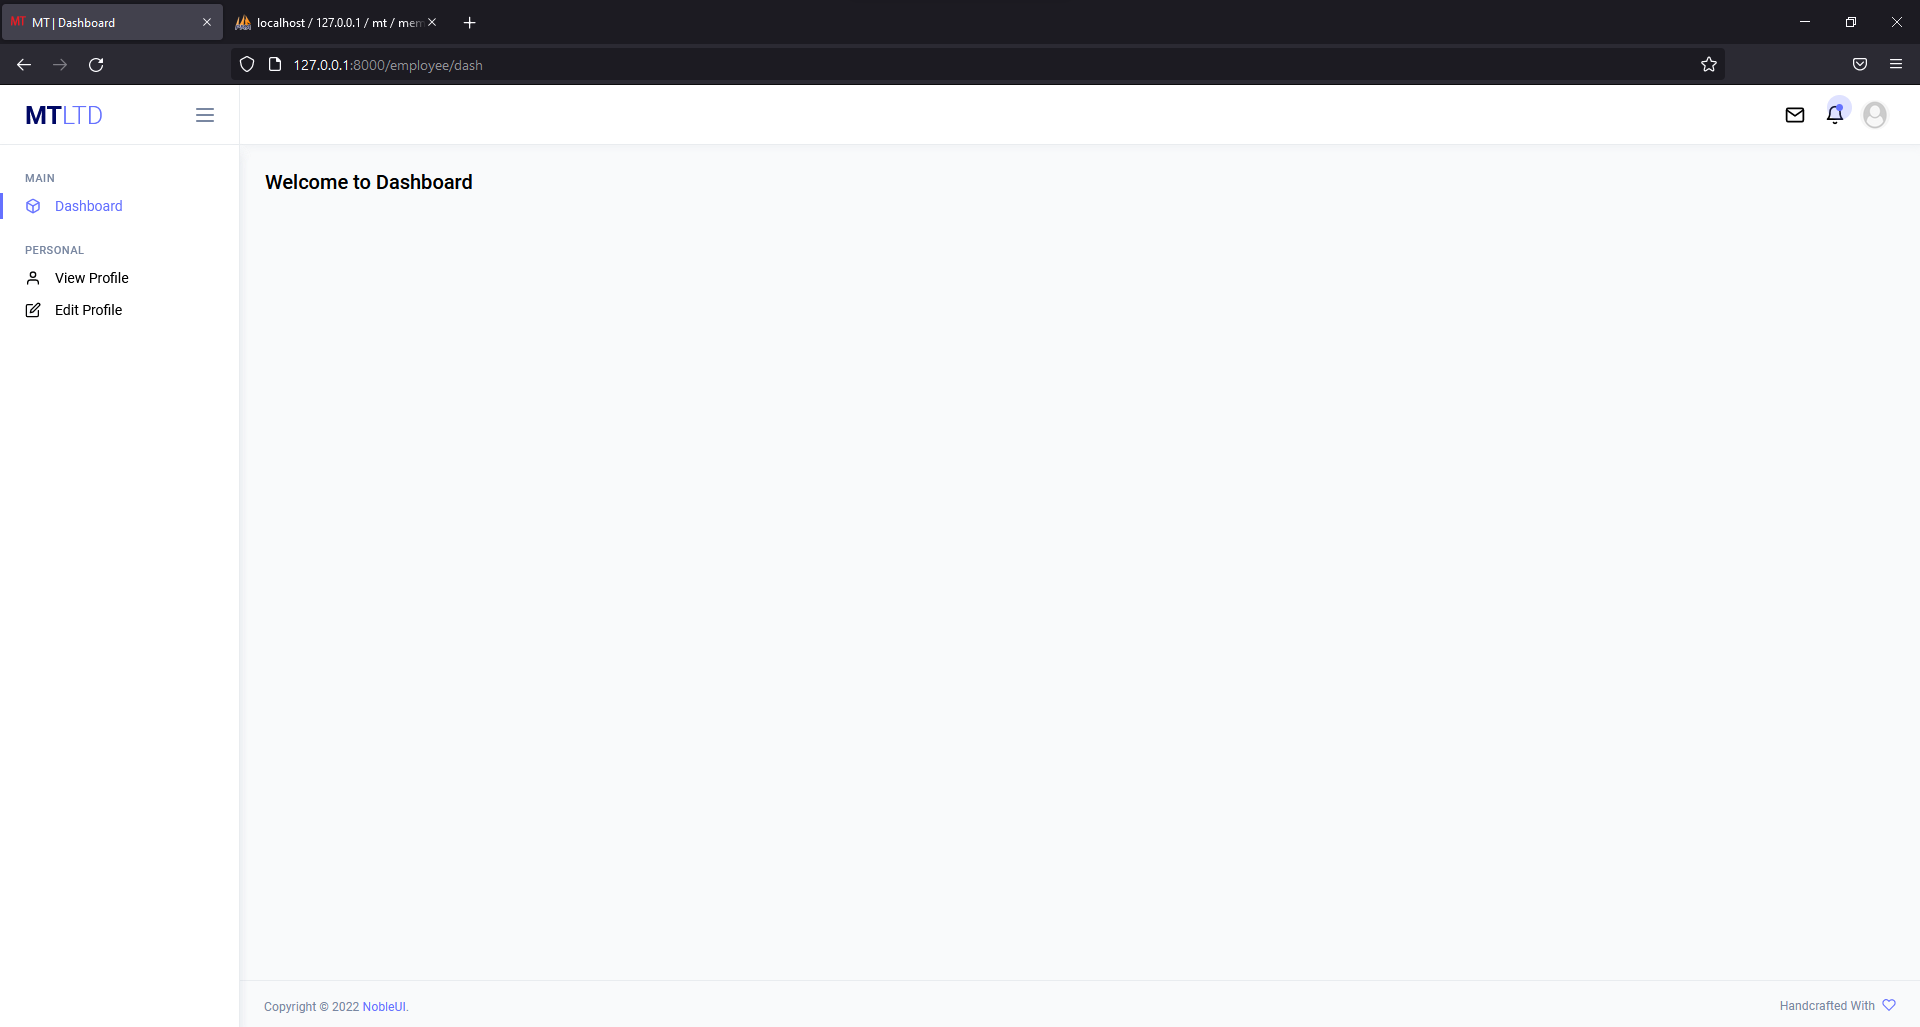 MT MT | Dashboard
localhost / 127.0.0.1 / mt / mem
127.0.0.1:8000/employee/dash
MTLTD
Welcome to Dashboard
MAIN
Dashboard
PERSONAL
View Profile
Edit Profile
Copyright © 2022 NobleUI.
Handcrafted With